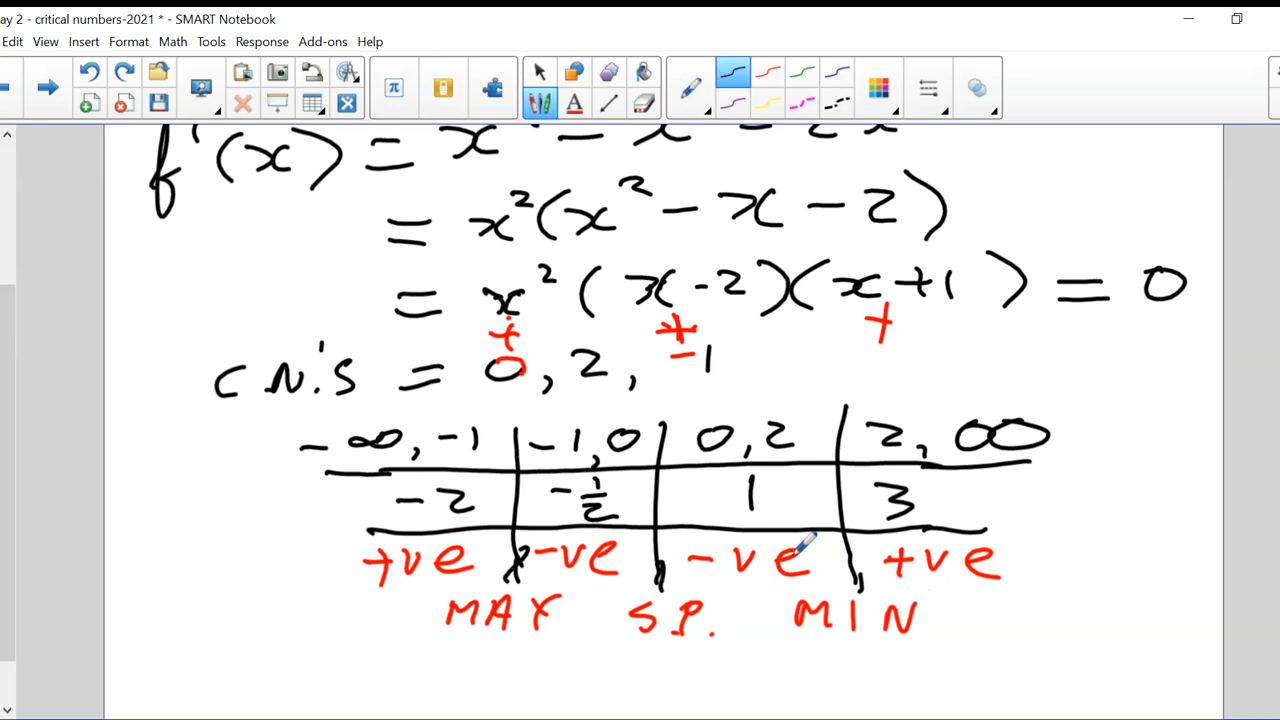 ay 2 - critical numbers-2021 * - SMART Notebook
Edit View Insert Format Math Tools Response Add-ons Help
f'(x) = x
= x²(x² - x - 2)
= x²(x-2)(x+1) = 0
+ + +
CN.'S = 0, 2, -1
-∞, -1 | -1, 0 | 0, 2 | 2, ∞
-2 | -1/2 | 1 | 3
+ve | -ve | -ve | +ve
MAX S.P. MIN